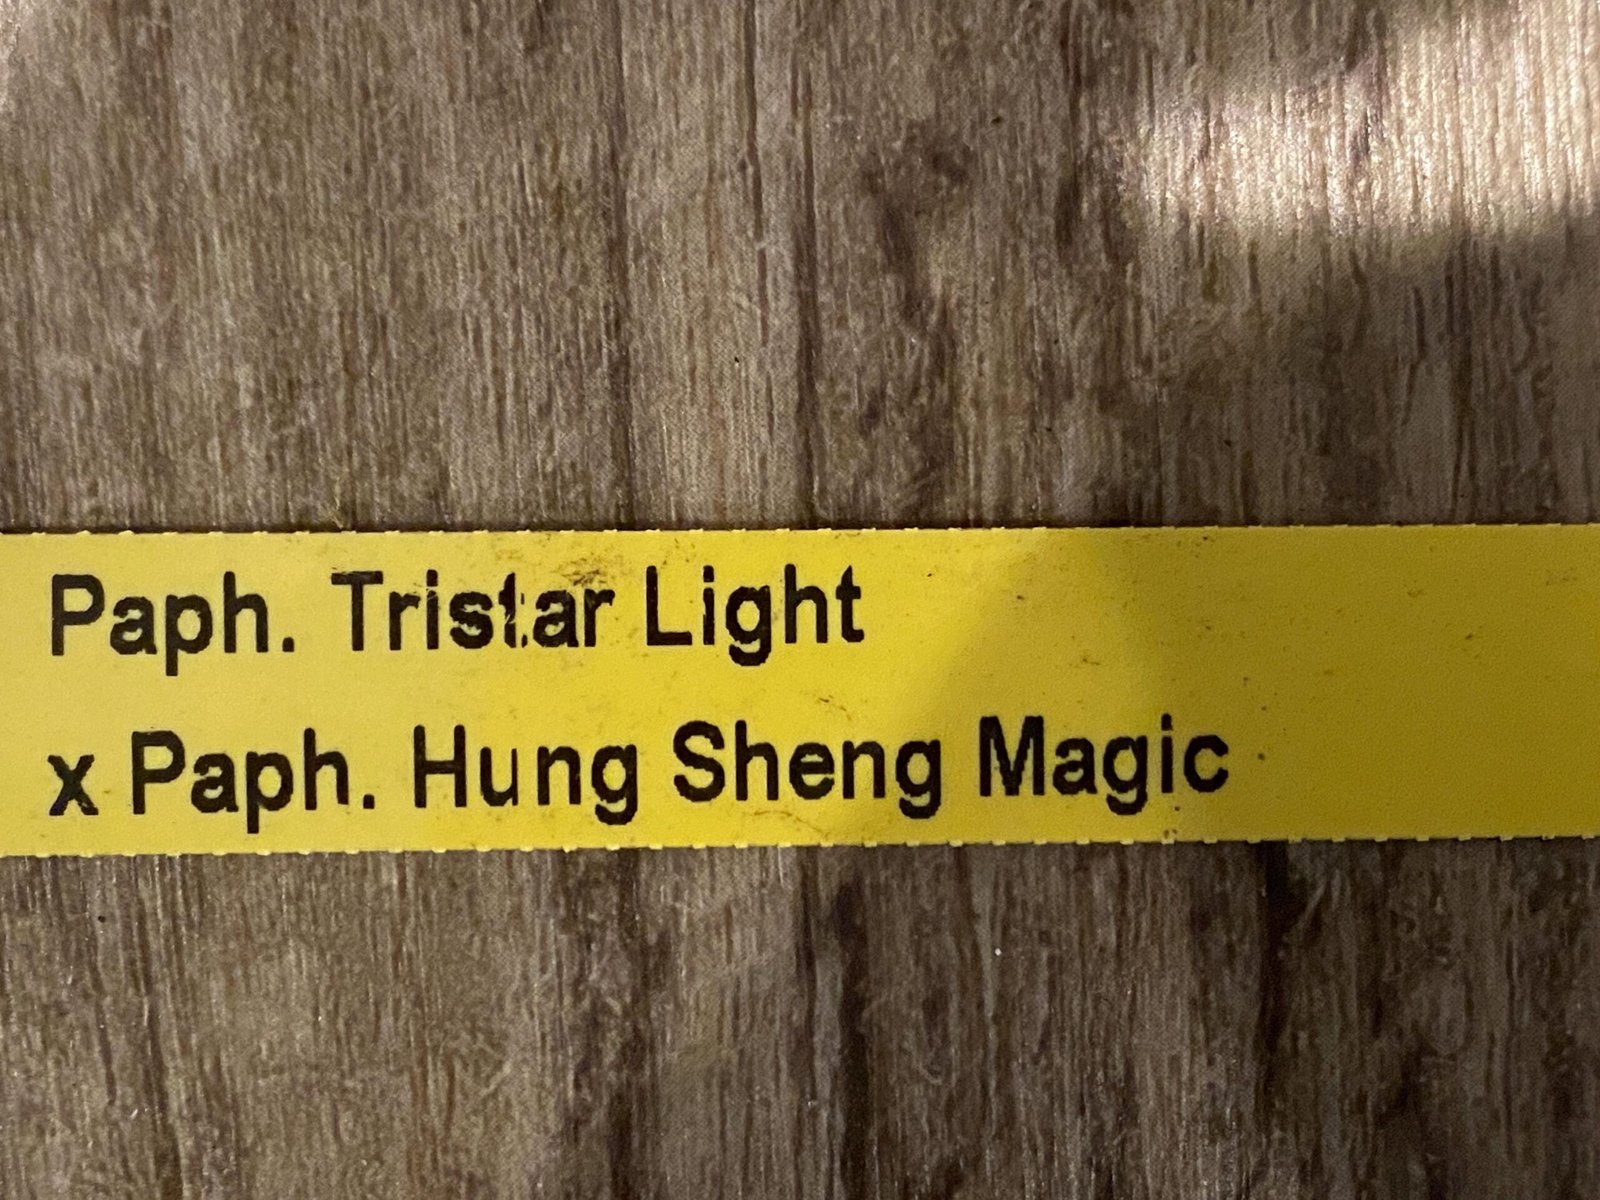 Paph. Tristar Light
x Paph. Hung Sheng Magic